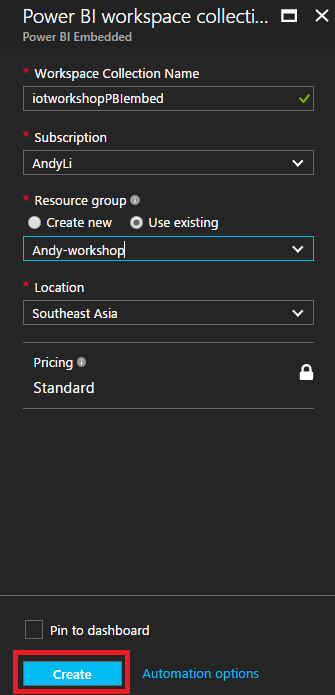 Power BI workspace collecti...
Power BI Embedded
* Workspace Collection Name
iotworkshopPBIembed
* Subscription
AndyLi
* Resource group
Create new Use existing
Andy-workshop
* Location
Southeast Asia
Pricing
Standard
Pin to dashboard
Create Automation options